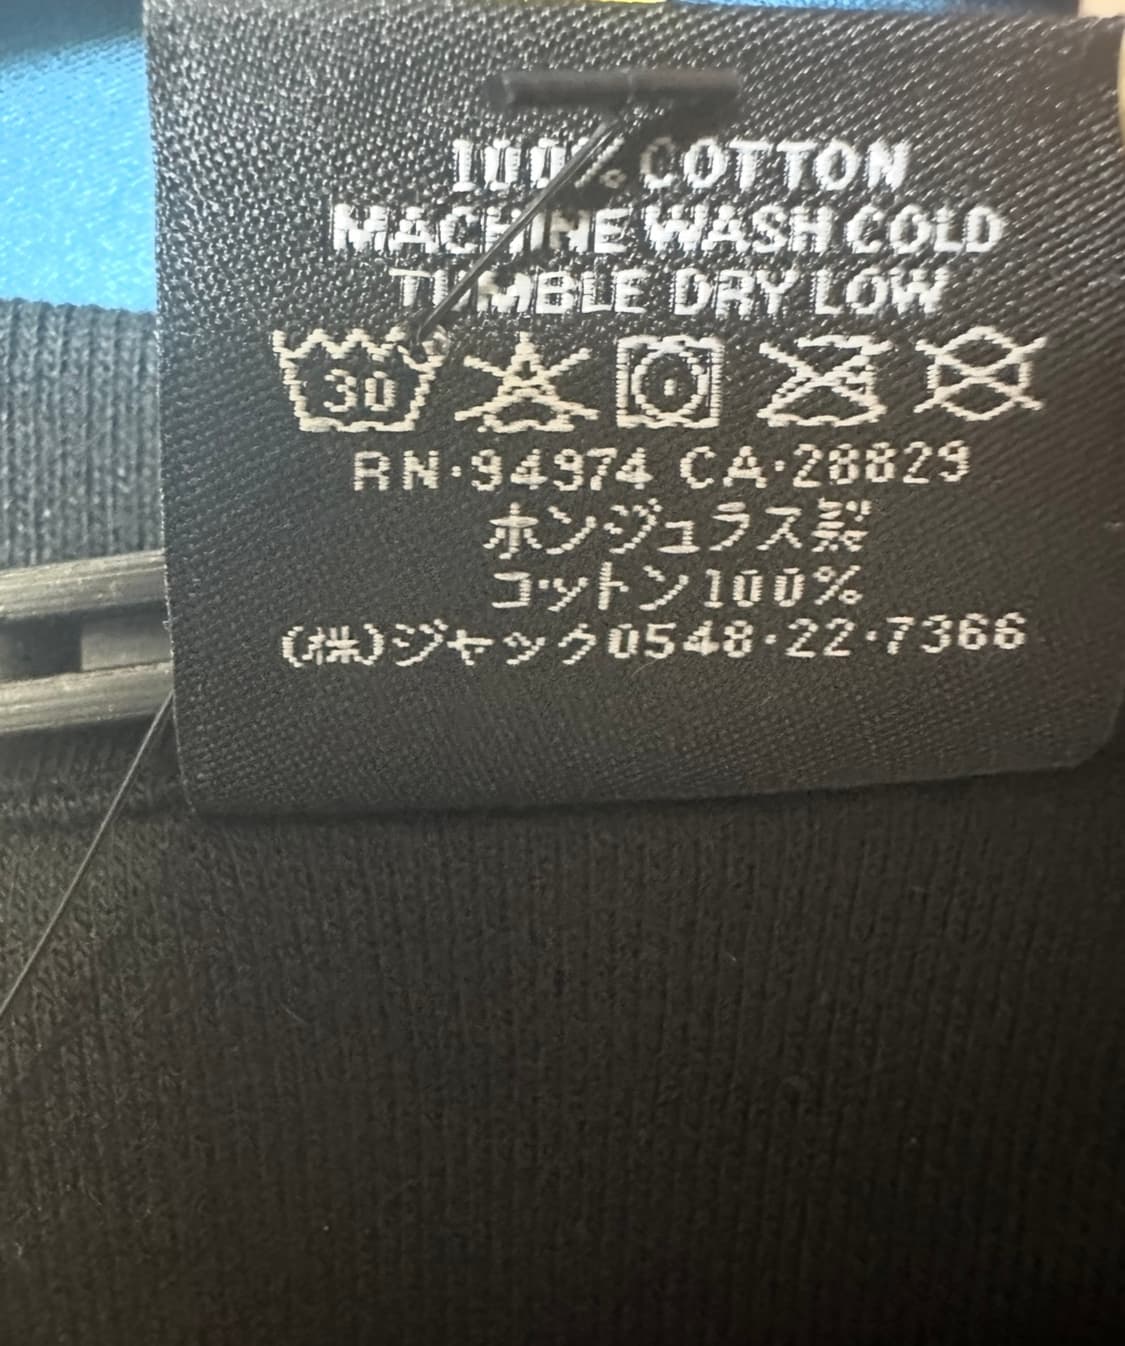 100% COTTON
MACHINE WASH COLD
TUMBLE DRY LOW
30
RN·94974 CA·28829
ホンジュラス製
コットン100%
(株)ジャック0548·22·7366